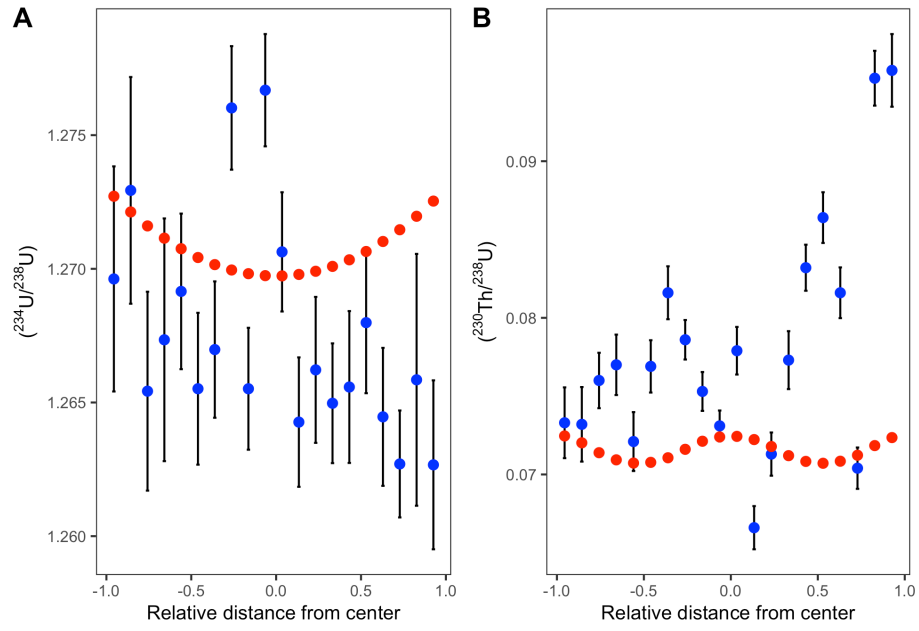 A
B
1.275
1.270
1.265
1.260
(²³⁴U/²³⁸U)
-1.0
-0.5
0.0
0.5
1.0
Relative distance from center
0.09
0.08
0.07
(²³⁰Th/²³⁸U)
-1.0
-0.5
0.0
0.5
1.0
Relative distance from center